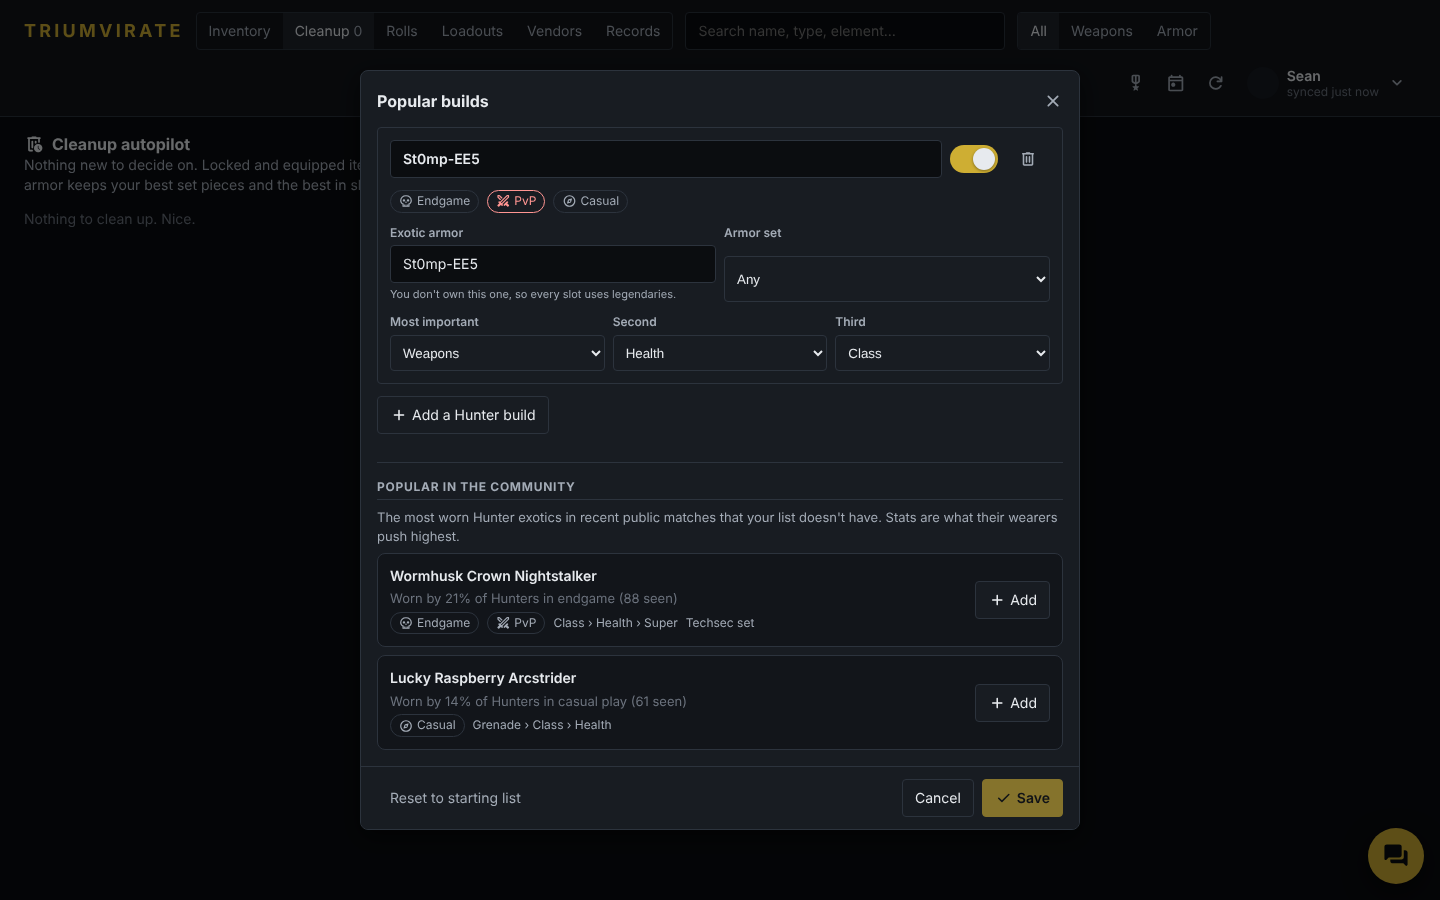 TRIUMVIRATE
Inventory
Cleanup 0
Rolls
Loadouts
Vendors
Records
Search name, type, element...
All
Weapons
Armor
Sean
synced just now
Cleanup autopilot
Nothing new to decide on. Locked and equipped
armor keeps your best set pieces and the best in
Nothing to clean up. Nice.
Popular builds
St0mp-EE5
Endgame
PvP
Casual
Exotic armor
Armor set
St0mp-EE5
Any
You don't own this one, so every slot uses legendaries.
Most important
Second
Third
Weapons
Health
Class
Add a Hunter build
POPULAR IN THE COMMUNITY
The most worn Hunter exotics in recent public matches that your list doesn't have. Stats are what their wearers
push highest.
Wormhusk Crown Nightstalker
Worn by 21% of Hunters in endgame (88 seen)
Endgame
PvP
Class › Health › Super
Techsec set
Add
Lucky Raspberry Arcstrider
Worn by 14% of Hunters in casual play (61 seen)
Casual
Grenade › Class › Health
Add
Reset to starting list
Cancel
Save